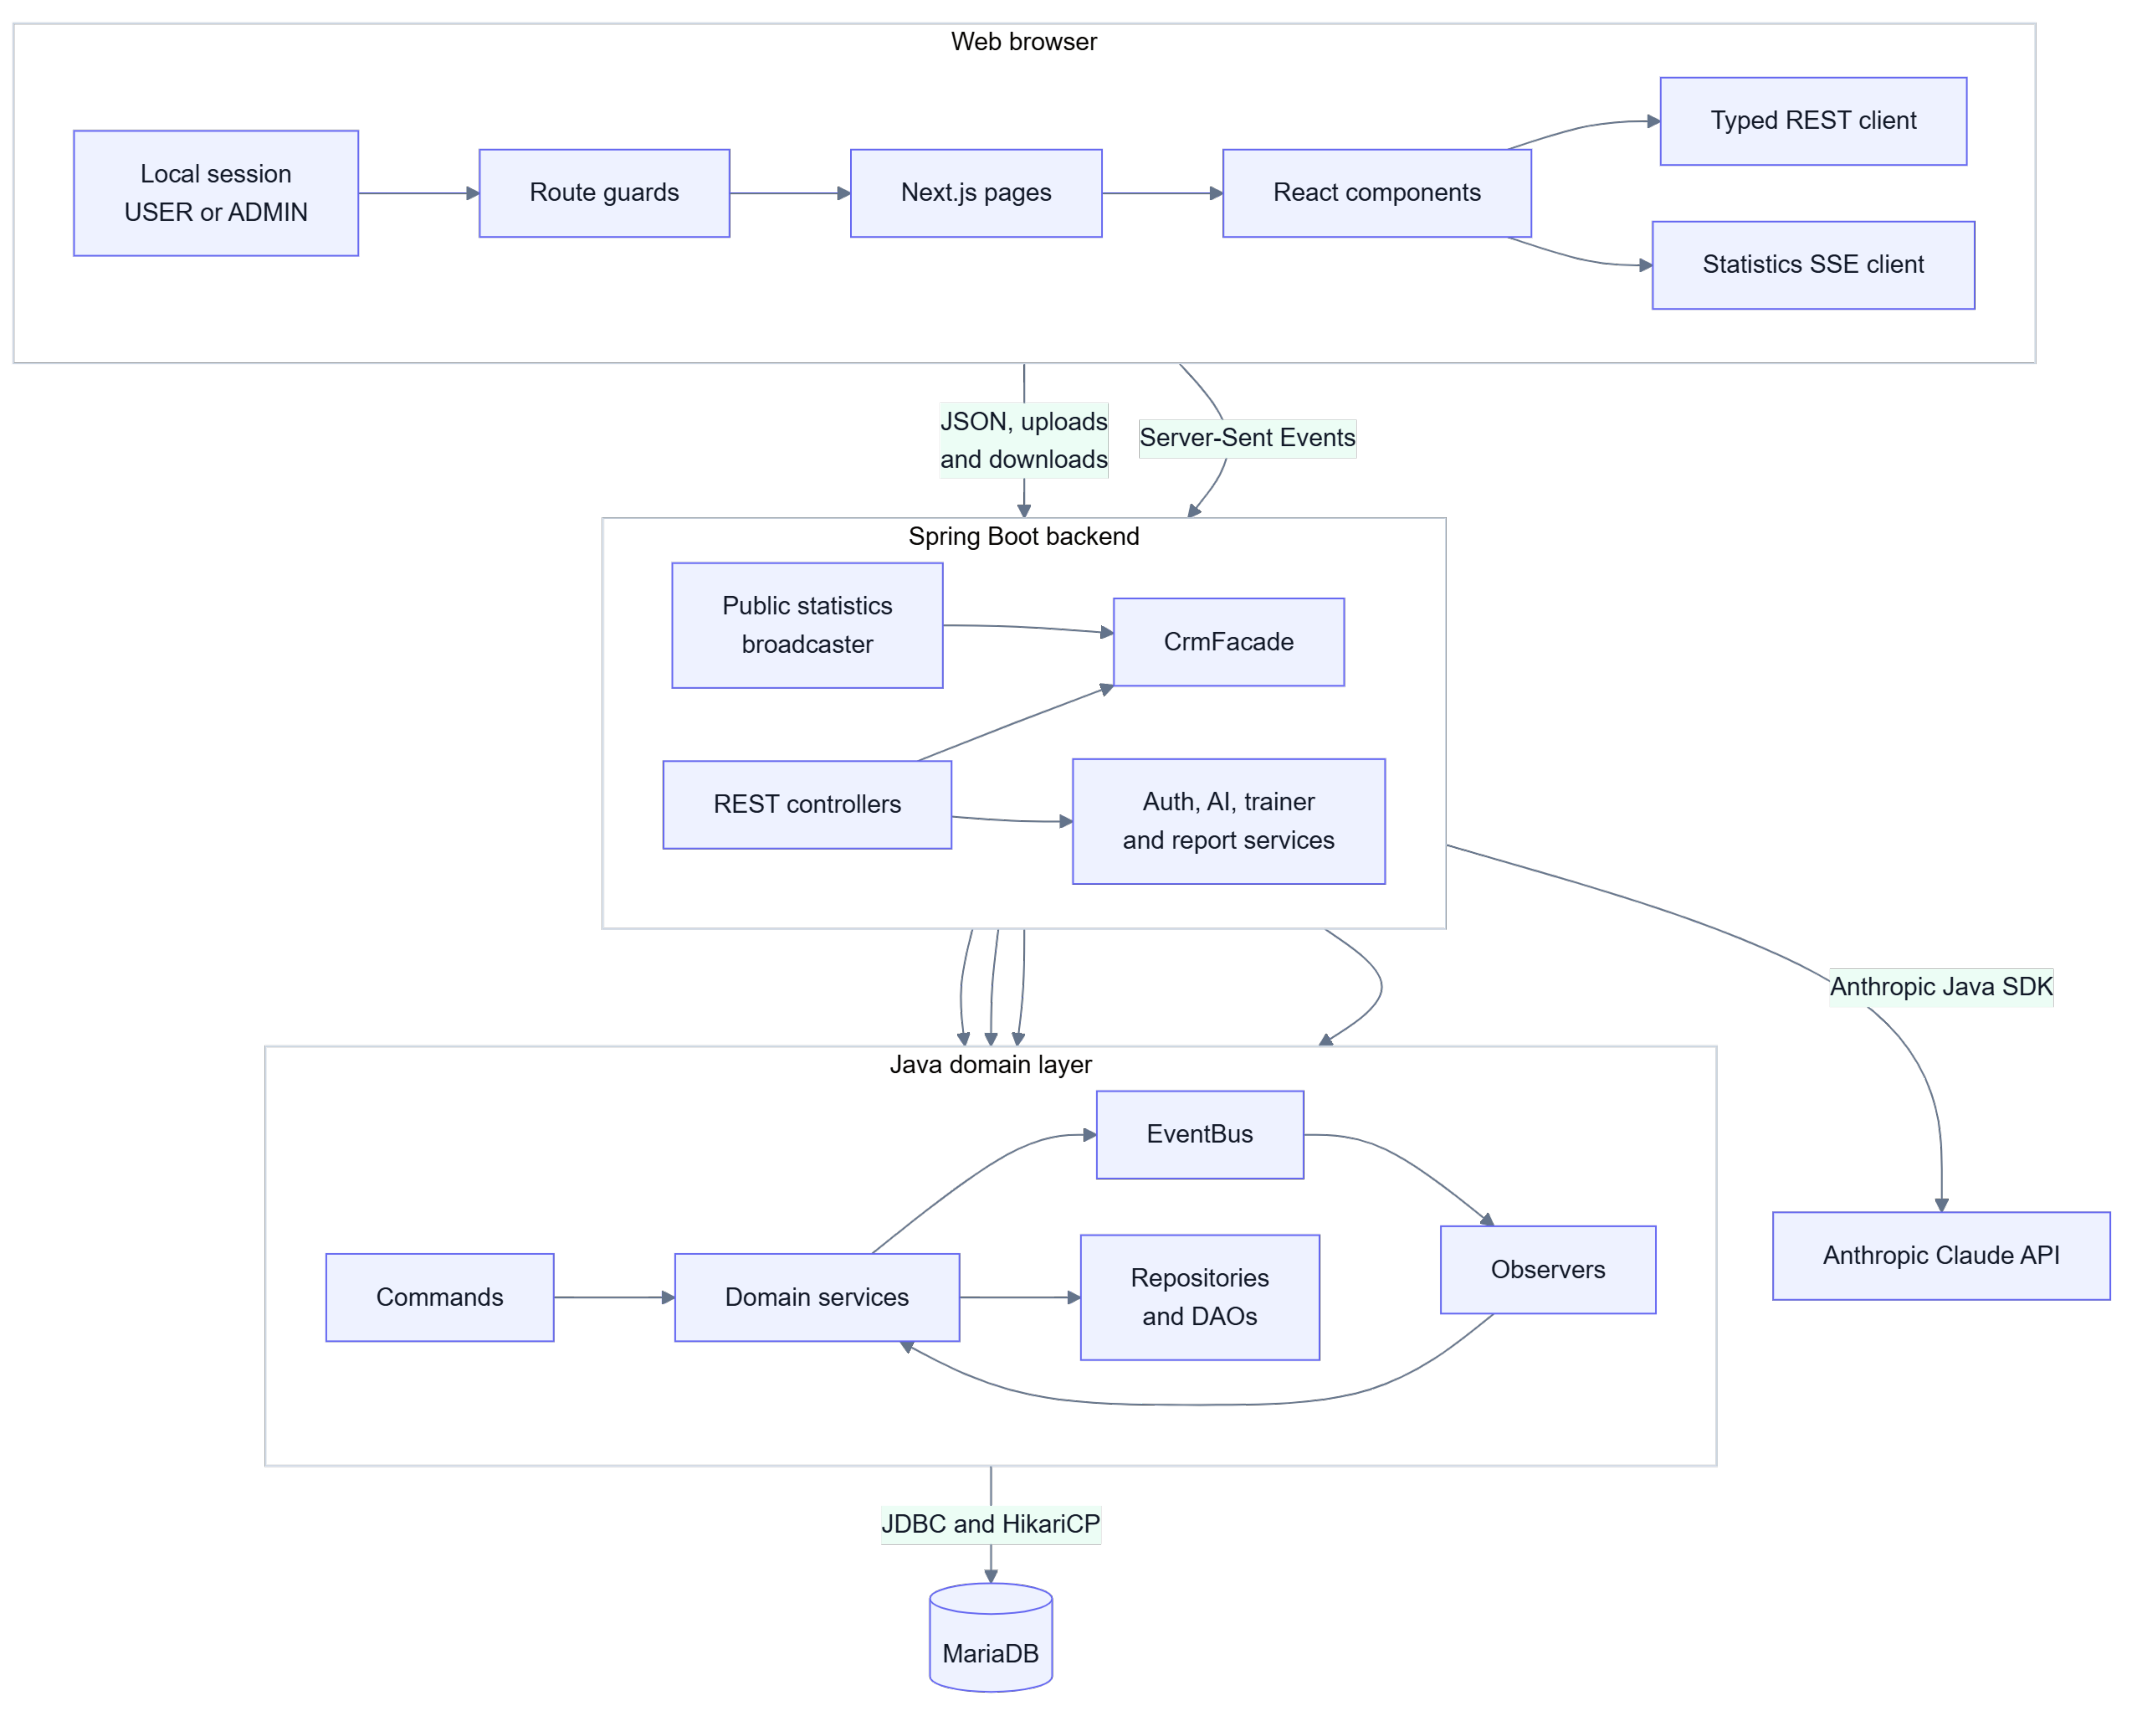 Web browser
Local session
USER or ADMIN
Route guards
Next.js pages
React components
Typed REST client
Statistics SSE client
JSON, uploads
and downloads
Server-Sent Events
Spring Boot backend
Public statistics
broadcaster
CrmFacade
REST controllers
Auth, AI, trainer
and report services
Anthropic Java SDK
Java domain layer
EventBus
Commands
Domain services
Repositories
and DAOs
Observers
Anthropic Claude API
JDBC and HikariCP
MariaDB